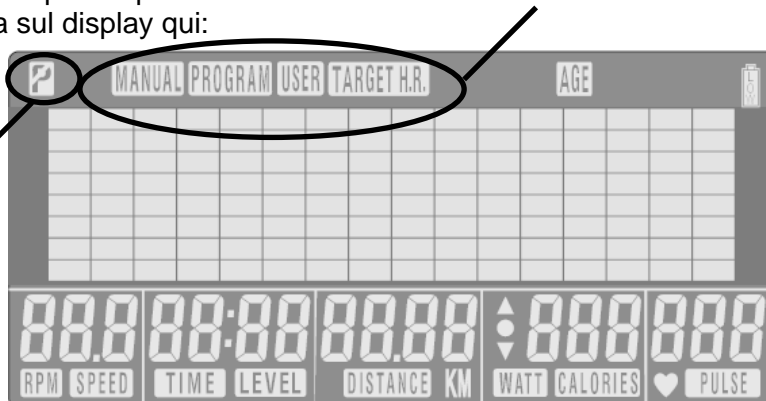 a sul display qui:
P MANUAL PROGRAM USER TARGET H.R. AGE LOW
88.8 88:88 88.88 888 888
RPM SPEED TIME LEVEL DISTANCE KM WATT CALORIES PULSE